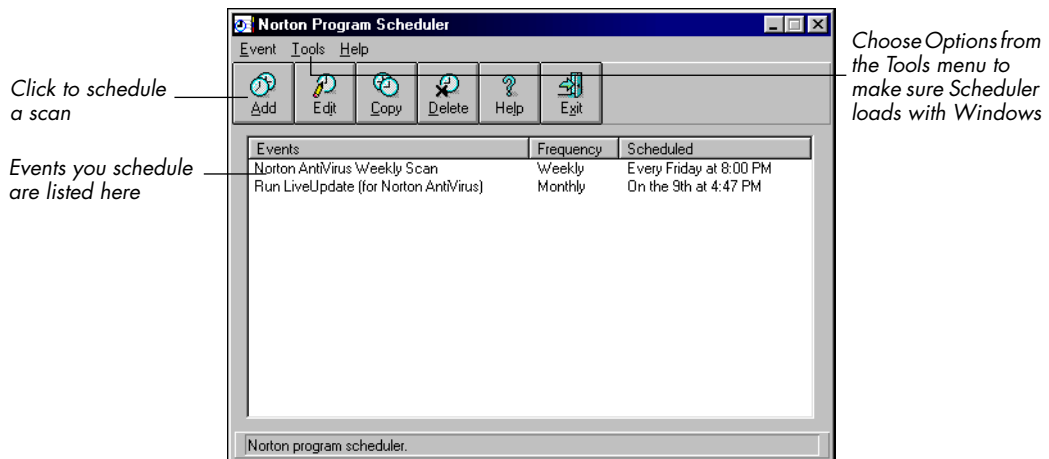 Norton Program Scheduler
Event Tools Help
Add Edit Copy Delete Help Exit
Click to schedule
a scan
Choose Options from
the Tools menu to
make sure Scheduler
loads with Windows
Events you schedule
are listed here
Events Frequency Scheduled
Norton AntiVirus Weekly Scan Weekly Every Friday at 8:00 PM
Run LiveUpdate (for Norton AntiVirus) Monthly On the 9th at 4:47 PM
Norton program scheduler.